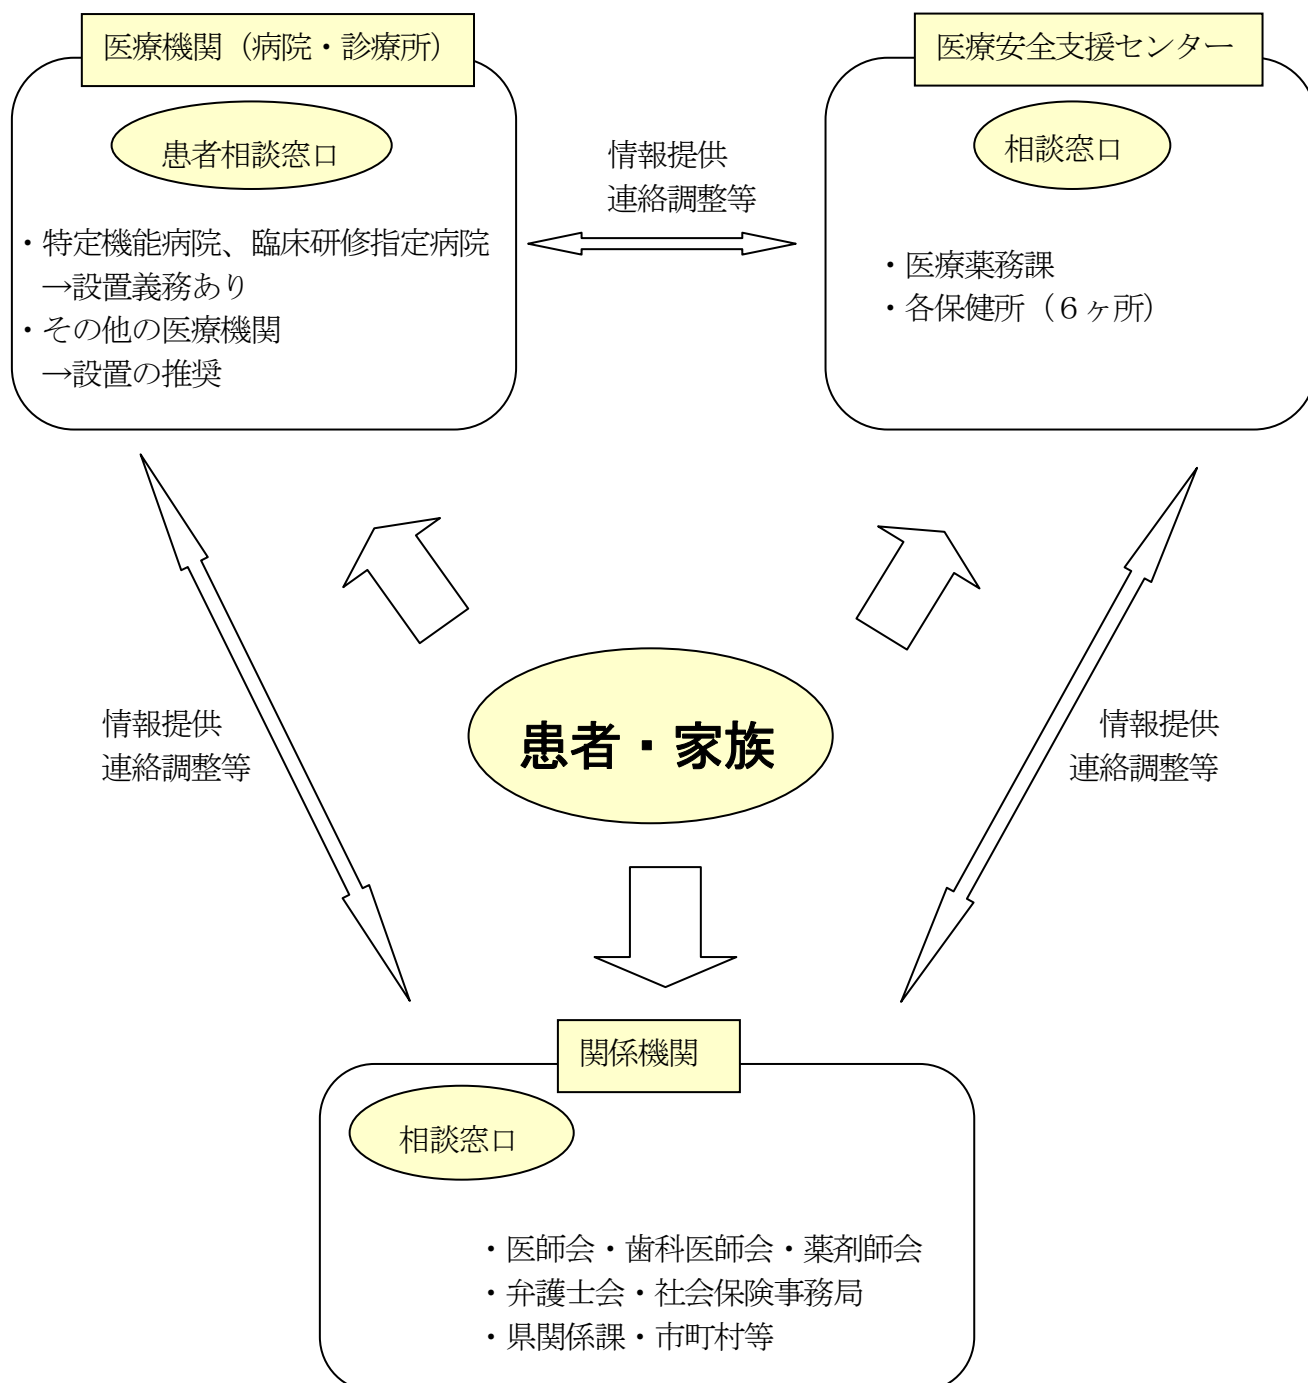 医療機関（病院・診療所）
患者相談窓口
・特定機能病院、臨床研修指定病院
→設置義務あり
・その他の医療機関
→設置の推奨
情報提供
連絡調整等
医療安全支援センター
相談窓口
・医療薬務課
・各保健所（６ヶ所）
情報提供
連絡調整等
患者・家族
情報提供
連絡調整等
関係機関
相談窓口
・医師会・歯科医師会・薬剤師会
・弁護士会・社会保険事務局
・県関係課・市町村等